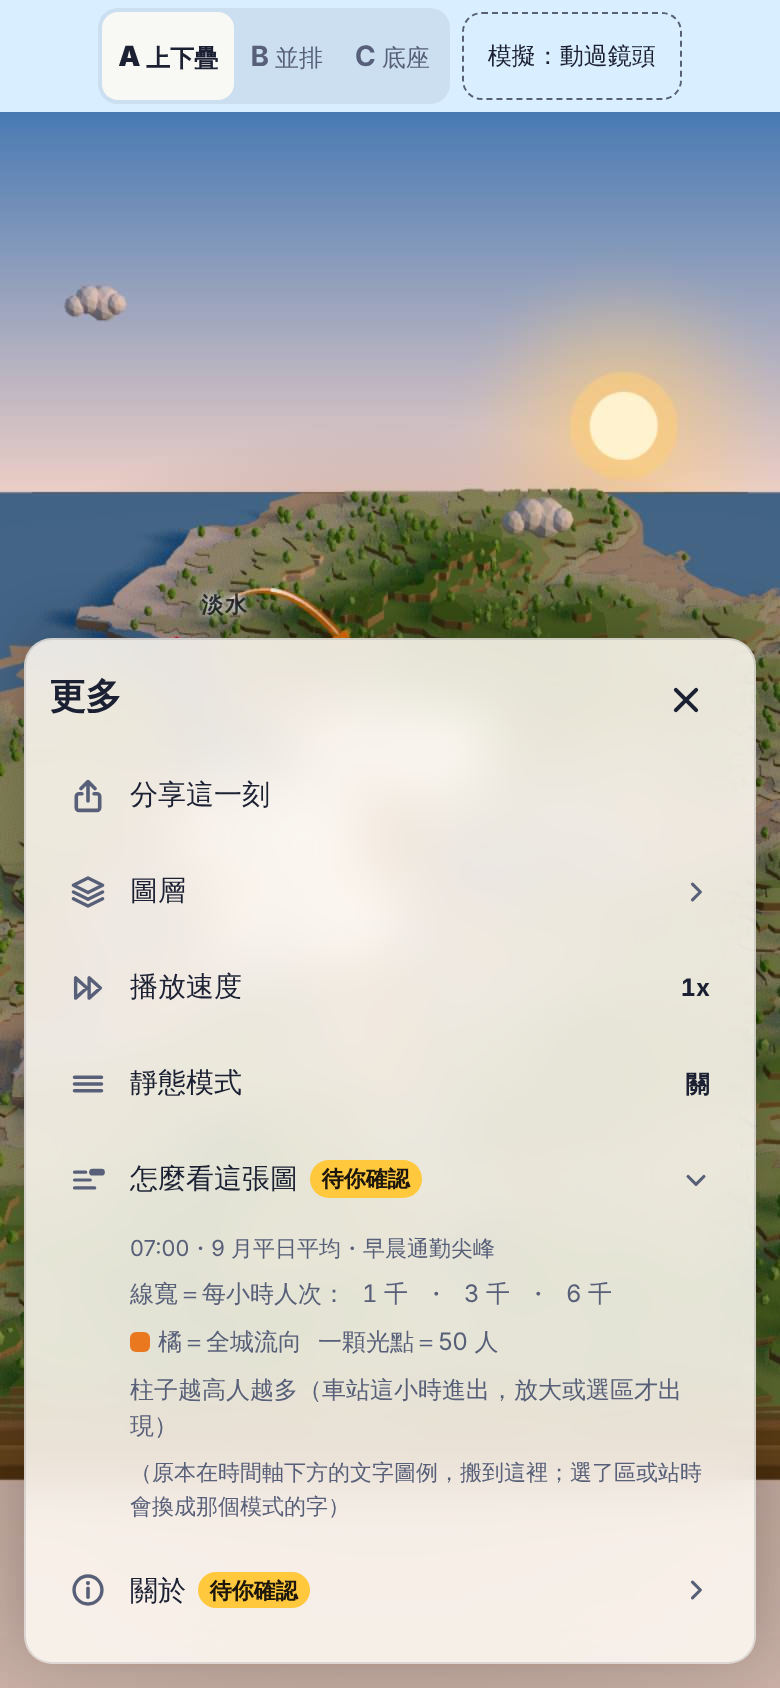 A 上下疊 B 並排 C 底座 模擬：動過鏡頭
淡水
更多
分享這一刻
圖層
播放速度 1x
靜態模式 關
怎麼看這張圖 待你確認
07:00・9 月平日平均・早晨通勤尖峰
線寬＝每小時人次： 1 千 · 3 千 · 6 千
橘＝全城流向 一顆光點＝50 人
柱子越高人越多（車站這小時進出，放大或選區才出
現）
（原本在時間軸下方的文字圖例，搬到這裡；選了區或站時
會換成那個模式的字）
關於 待你確認